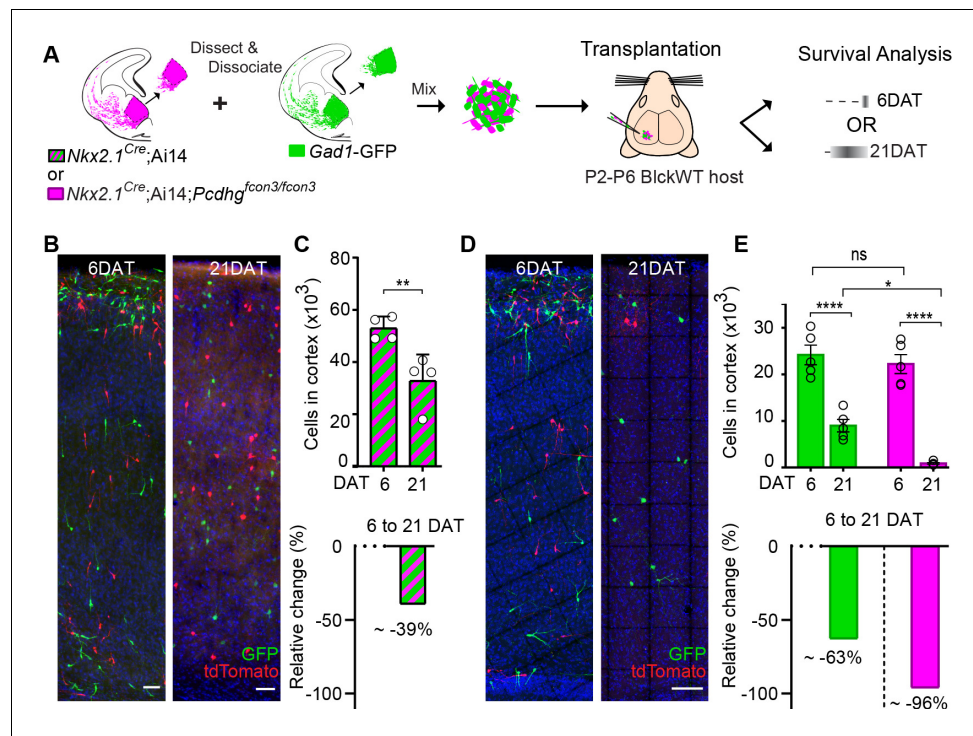 A
Dissect &
Dissociate
+
Mix
Transplantation
Survival Analysis
6DAT
OR
21DAT
Nkx2.1Cre;Ai14
or
Nkx2.1Cre;Ai14;Pcdhgfcon3/fcon3
Gad1-GFP
P2-P6 BlckWT host
B
6DAT
21DAT
GFP
tdTomato
C
Cells in cortex (x10³)
80
60
40
20
0
**
DAT
6
21
6 to 21 DAT
Relative change (%)
0
-50
-100
~ -39%
D
6DAT
21DAT
GFP
tdTomato
E
ns
*
****
****
Cells in cortex (x10³)
30
20
10
0
DAT
6
21
6
21
6 to 21 DAT
Relative change (%)
0
-50
-100
~ -63%
~ -96%